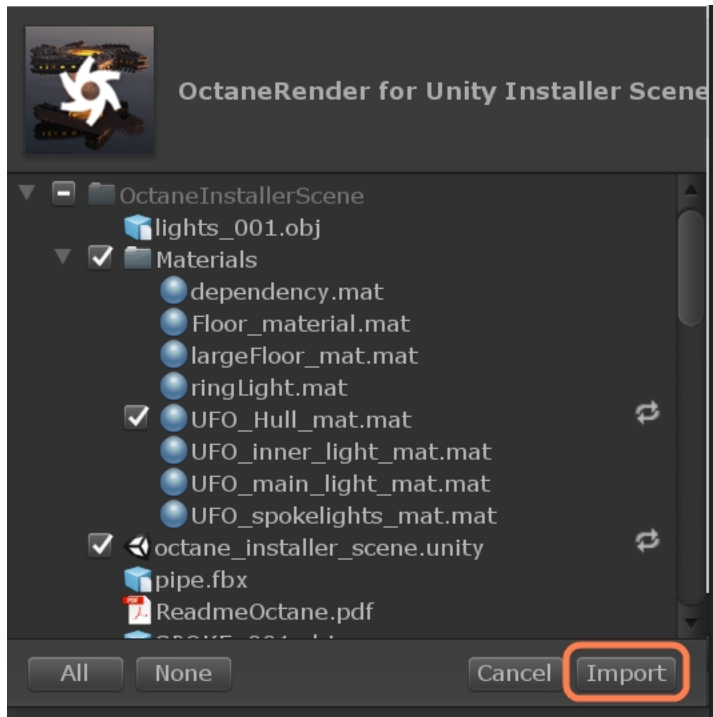 OctaneRender for Unity Installer Scene
OctaneInstallerScene
lights_001.obj
Materials
dependency.mat
Floor_material.mat
largeFloor_mat.mat
ringLight.mat
UFO_Hull_mat.mat
UFO_inner_light_mat.mat
UFO_main_light_mat.mat
UFO_spokelights_mat.mat
octane_installer_scene.unity
pipe.fbx
PDF
ReadmeOctane.pdf
All None Cancel Import